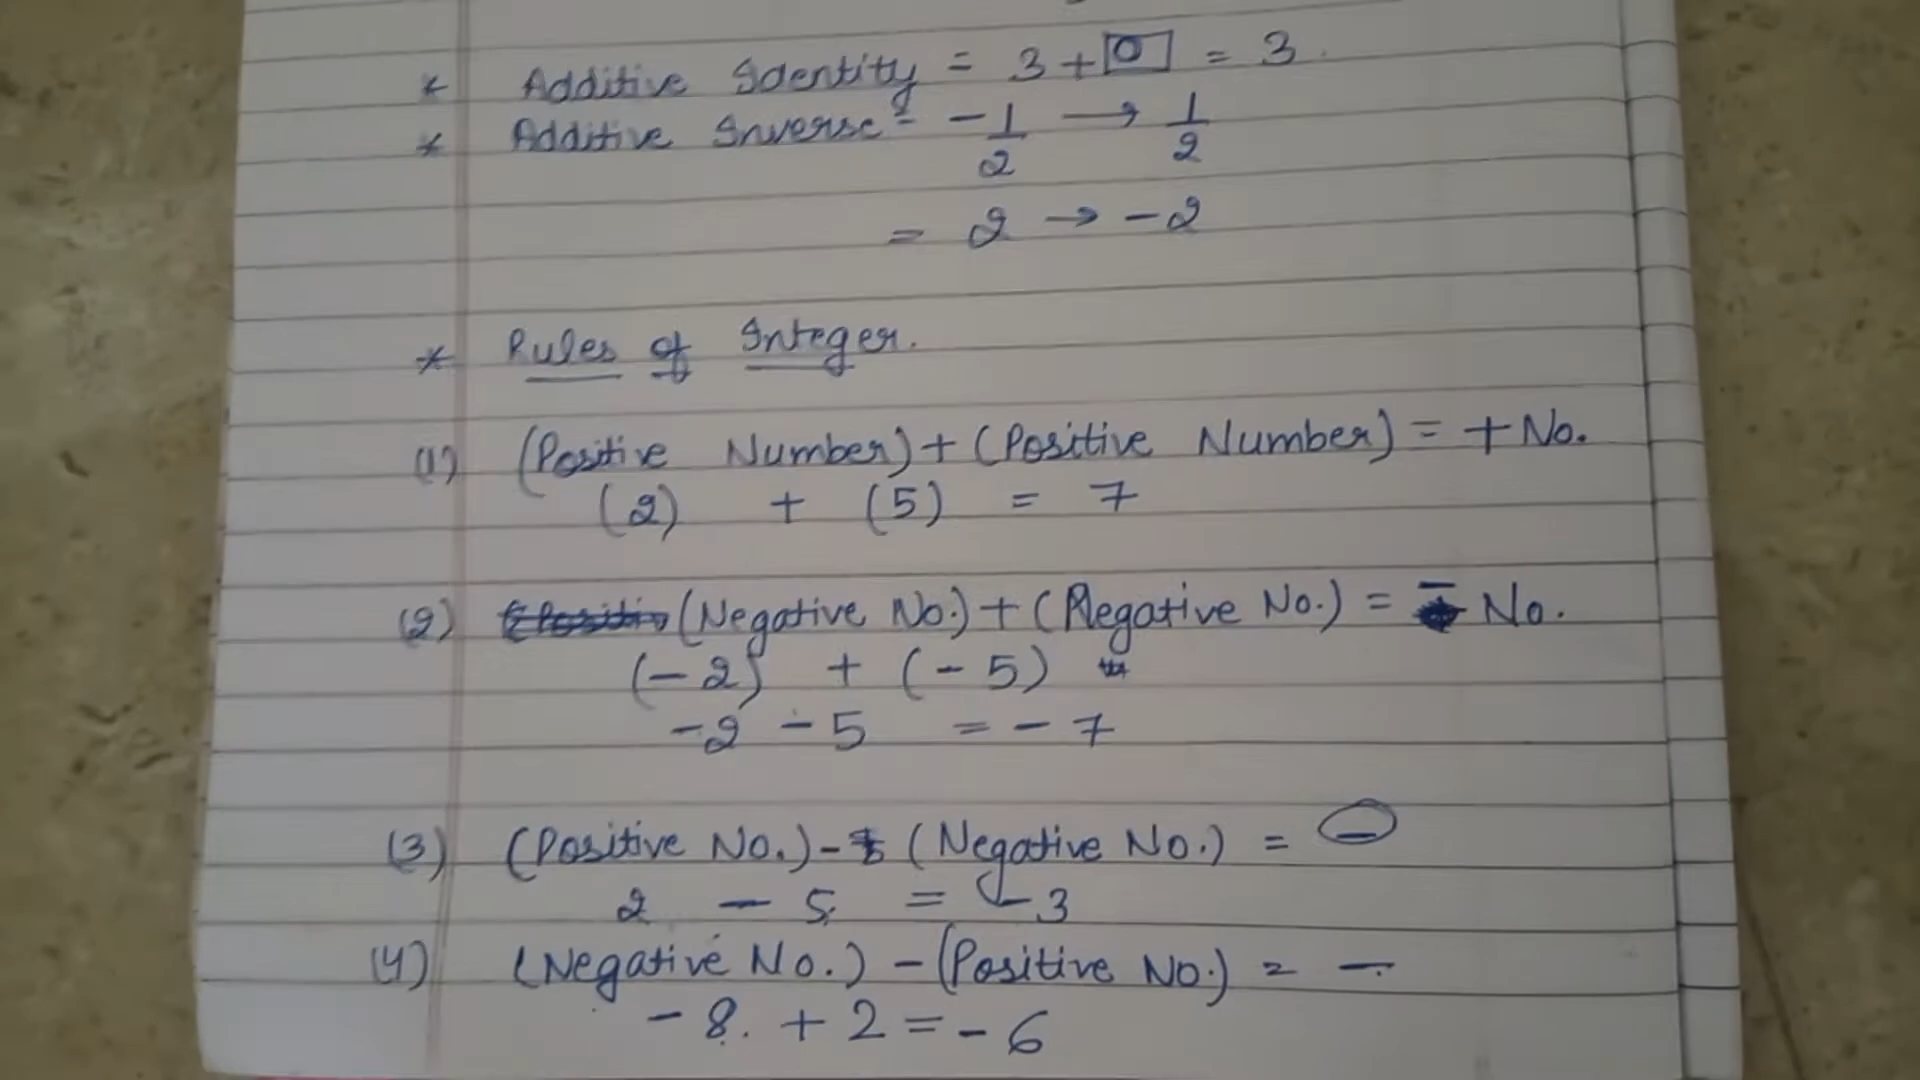 * Additive Identity = 3 + 0 = 3.
* Additive Inverse = -1/2 → 1/2
= 2 → -2
* Rules of Integer.
(1) (Positive Number) + (Positive Number) = + No.
(2) + (5) = 7
(2) (Negative No.) + (Negative No.) = - No.
(-2) + (-5)
-2 - 5 = - 7
(3) (Positive No.) - (Negative No.) = -
2 - 5 = -3
(4) (Negative No.) - (Positive No.) = -
- 8. + 2 = - 6